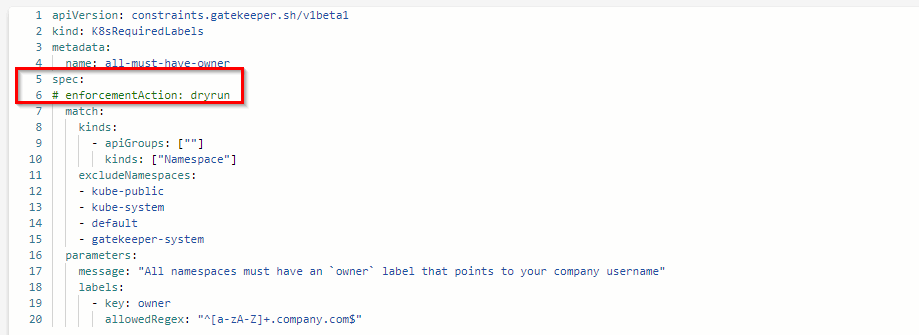 1 apiVersion: constraints.gatekeeper.sh/v1beta1
2 kind: K8sRequiredLabels
3 metadata:
4   name: all-must-have-owner
5 spec:
6 # enforcementAction: dryrun
7   match:
8     kinds:
9       - apiGroups: [""]
10         kinds: ["Namespace"]
11     excludeNamespaces:
12     - kube-public
13     - kube-system
14     - default
15     - gatekeeper-system
16   parameters:
17     message: "All namespaces must have an `owner` label that points to your company username"
18     labels:
19       - key: owner
20         allowedRegex: "^[a-zA-Z]+.company.com$"